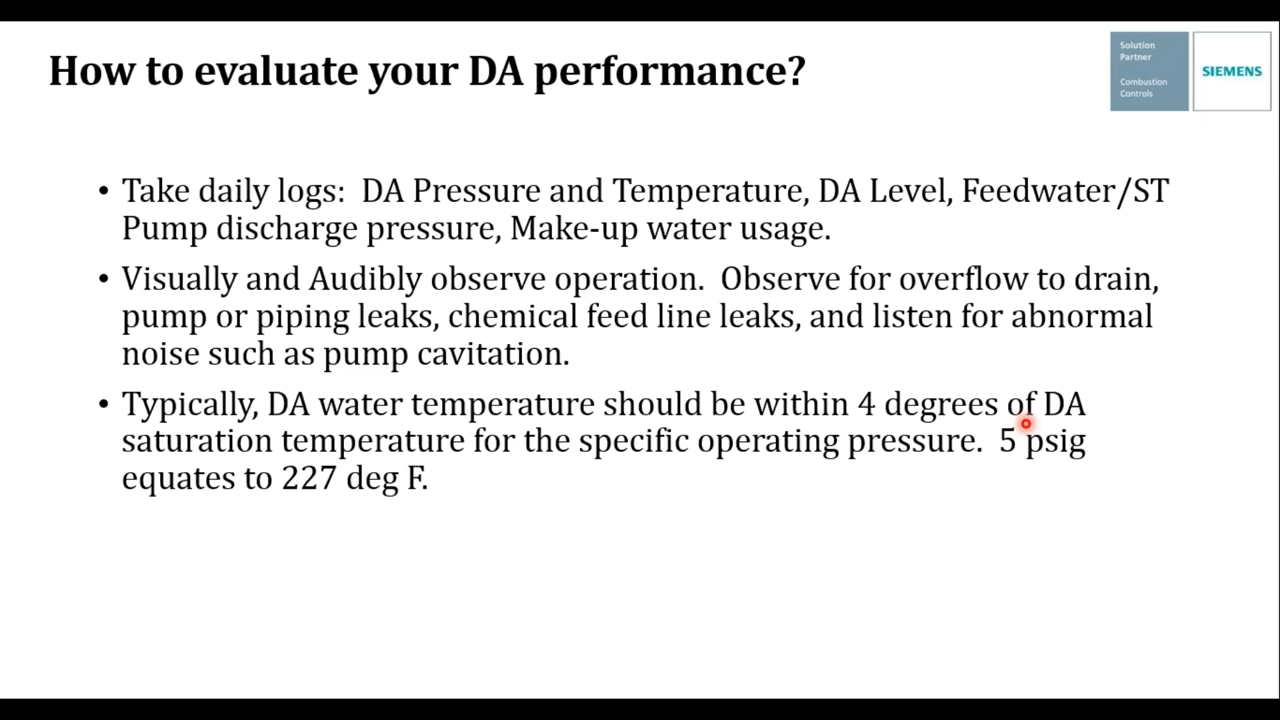 How to evaluate your DA performance?
Solution
Partner
Combustion
Controls
SIEMENS
• Take daily logs:  DA Pressure and Temperature, DA Level, Feedwater/ST
Pump discharge pressure, Make-up water usage.
• Visually and Audibly observe operation.  Observe for overflow to drain,
pump or piping leaks, chemical feed line leaks, and listen for abnormal
noise such as pump cavitation.
• Typically, DA water temperature should be within 4 degrees of DA
saturation temperature for the specific operating pressure.  5 psig
equates to 227 deg F.